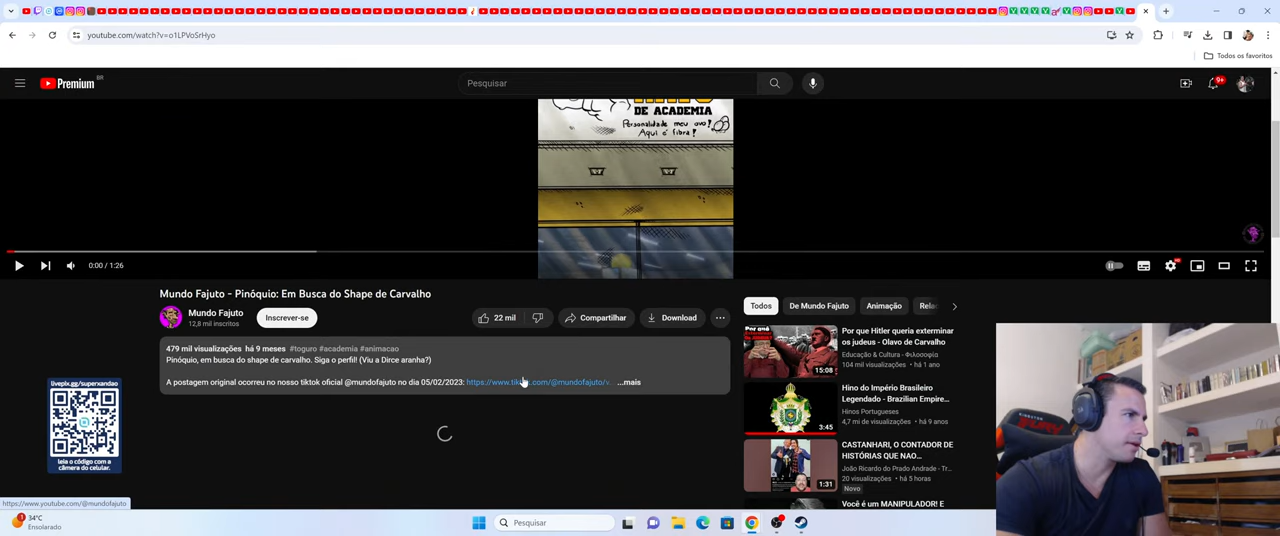 youtube.com/watch?v=o1LPVoSrHyo
Todos os favoritos
Premium BR
Pesquisar
9+
DE ACADEMIA
Personalidade meu ovo!
Aqui é fibra!
0:00 / 1:26
Mundo Fajuto - Pinóquio: Em Busca do Shape de Carvalho
Mundo Fajuto
12,8 mil inscritos
Inscrever-se
22 mil
Compartilhar
Download
479 mil visualizações há 9 meses #toguro #academia #animacao
Pinóquio, em busca do shape de carvalho. Siga o perfil! (Viu a Dirce aranha?)
A postagem original ocorreu no nosso tiktok oficial @mundofajuto no dia 05/02/2023: https://www.tiktok.com/@mundofajuto/v... ...mais
Todos
De Mundo Fajuto
Animação
Rela
Por que Hitler queria exterminar
os judeus - Olavo de Carvalho
Educação & Cultura - Φιλοσοφία
104 mil visualizações • há 1 ano
15:08
Hino do Império Brasileiro
Legendado - Brazilian Empire...
Hinos Portugueses
4,7 mi de visualizações • há 9 anos
3:45
CASTANHARI, O CONTADOR DE
HISTÓRIAS QUE NAO...
João Ricardo do Prado Andrade - Tr...
20 visualizações • há 5 horas
Novo
1:31
Você é um MANIPULADOR! E
livepix.gg/superxandao
leia o código com a
câmera do celular.
https://www.youtube.com/@mundofajuto
34°C
Ensolarado
Pesquisar